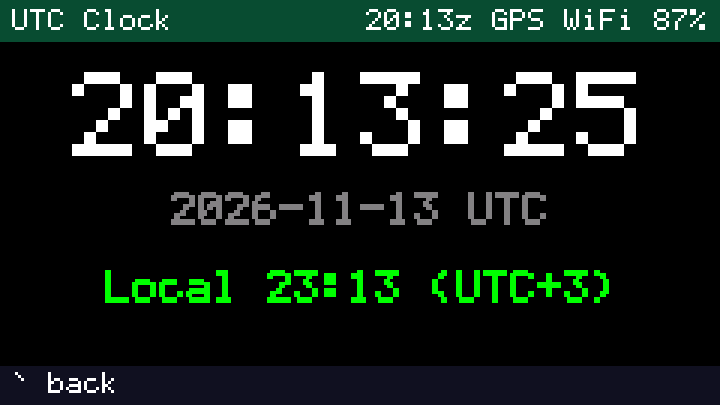 UTC Clock 20:13z GPS WiFi 87%
20:13:25
2026-11-13 UTC
Local 23:13 (UTC+3)
` back